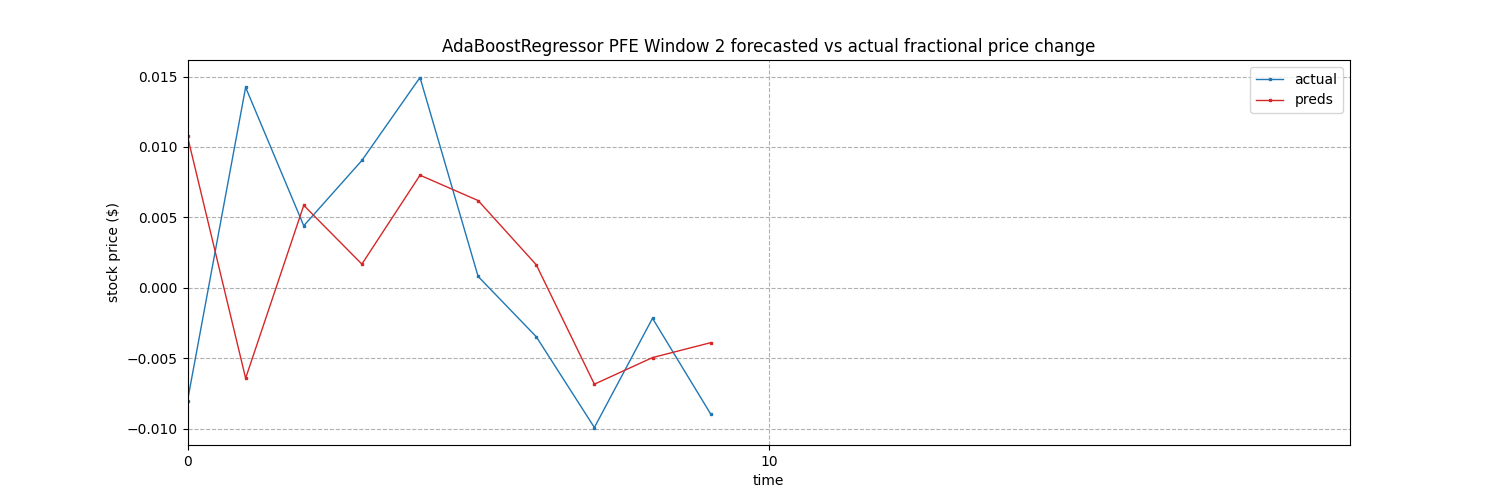 AdaBoostRegressor PFE Window 2 forecasted vs actual fractional price change
actual
preds
stock price ($)
0.015
0.010
0.005
0.000
−0.005
−0.010
0
10
time